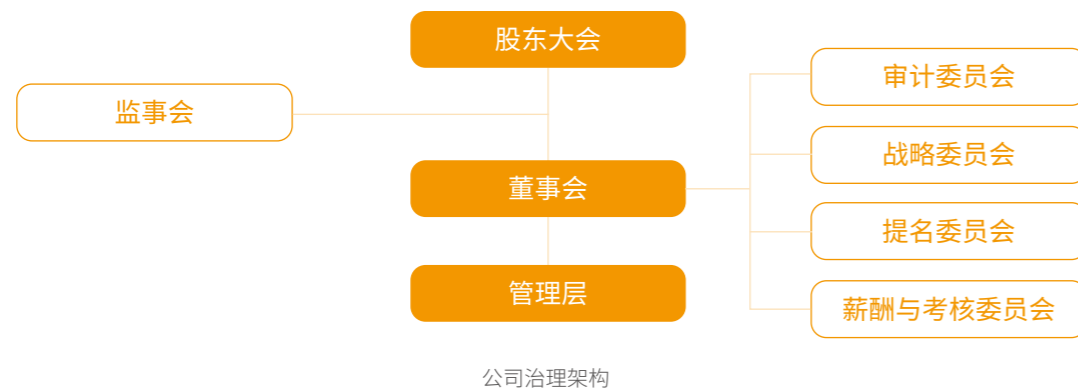 股东大会
监事会
董事会
管理层
审计委员会
战略委员会
提名委员会
薪酬与考核委员会
公司治理架构